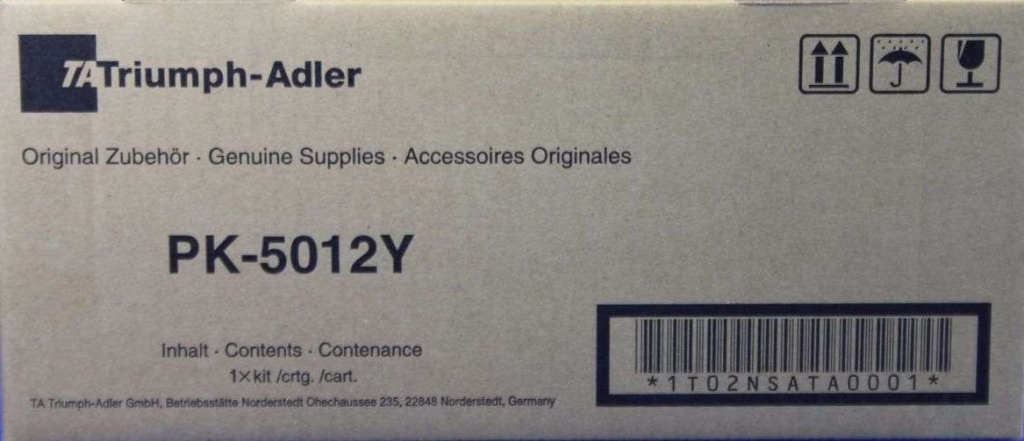 TA Triumph-Adler
Original Zubehör · Genuine Supplies · Accessoires Originales
PK-5012Y
Inhalt · Contents · Contenance
1×kit /crtg. /cart.
TA Triumph-Adler GmbH, Betriebsstätte Norderstedt Ohechaussee 235, 22848 Norderstedt, Germany
*1T02NSATA0001*